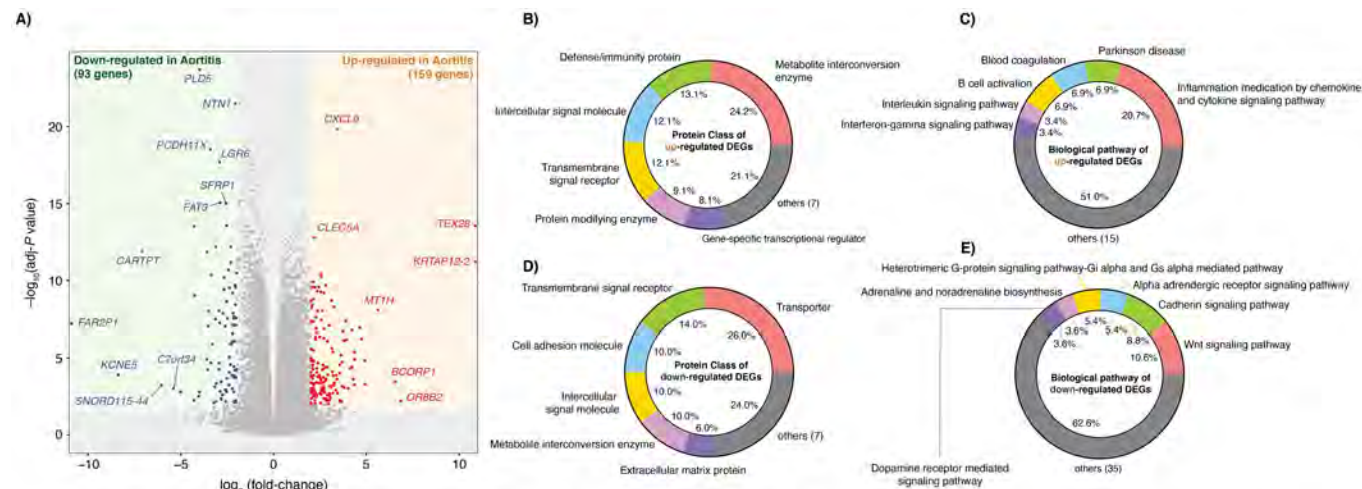 A)
Down-regulated in Aortitis
(93 genes)
Up-regulated in Aortitis
(159 genes)
PLD5
NTN1
CXCL9
PCDH11X
LGR6
SFRP1
FAT3
TEX28
CLEC5A
CARTPT
KRTAP12-2
MT1H
FAR2P1
KCNE5
C7orf34
BCORP1
SNORD115-44
OR8B2
−log10(adj-P value)
20
15
10
5
0
−10
−5
0
5
10
log2 (fold-change)
B)
Defense/immunity protein
Metabolite interconversion
enzyme
Intercellular signal molecule
13.1%
24.2%
12.1%
Protein Class of
up-regulated DEGs
12.1%
Transmembrane
signal receptor
21.1%
9.1%
8.1%
others (7)
Protein modifying enzyme
Gene-specific transcriptional regulator
C)
Parkinson disease
Blood coagulation
B cell activation
Inflammation medication by chemokine
and cytokine signaling pathway
Interleukin signaling pathway
Interferon-gamma signaling pathway
6.9%
6.9%
6.9%
3.4%
3.4%
20.7%
Biological pathway of
up-regulated DEGs
51.0%
others (15)
D)
Transmembrane signal receptor
Transporter
14.0%
26.0%
Cell adhesion molecule
10.0%
Protein Class of
down-regulated DEGs
10.0%
Intercellular
signal molecule
24.0%
10.0%
6.0%
others (7)
Metabolite interconversion enzyme
Extracellular matrix protein
E)
Heterotrimeric G-protein signaling pathway-Gi alpha and Gs alpha mediated pathway
Alpha adrendergic receptor signaling pathway
Adrenaline and noradrenaline biosynthesis
Cadherin signaling pathway
5.4%
5.4%
3.6%
3.6%
8.8%
10.6%
Wnt signaling pathway
Biological pathway of
down-regulated DEGs
62.6%
others (35)
Dopamine receptor mediated
signaling pathway